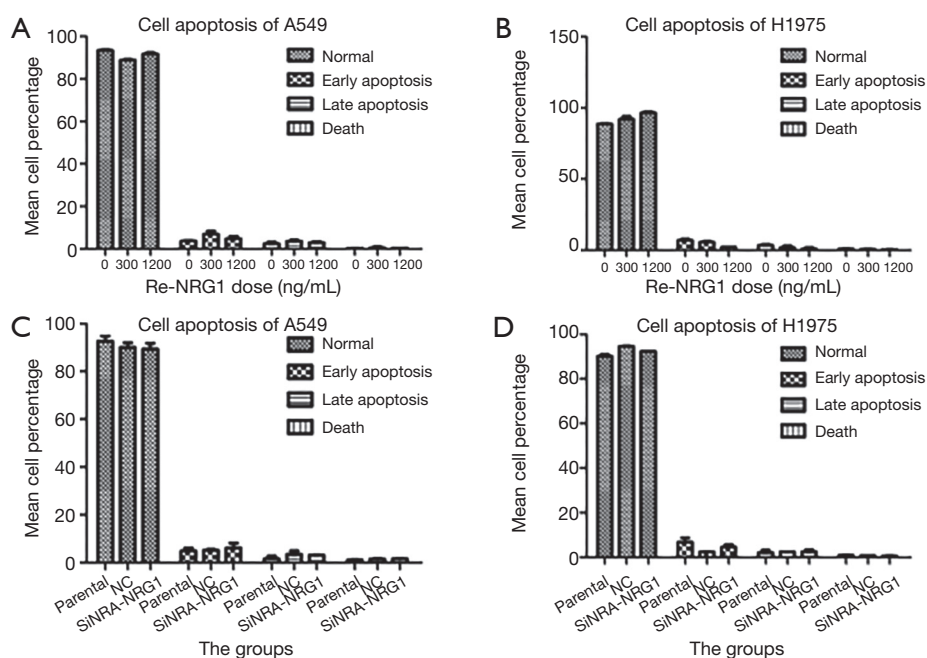 A
Cell apoptosis of A549
Mean cell percentage
100
80
60
40
20
0
Normal
Early apoptosis
Late apoptosis
Death
0 300 1200 0 300 1200 0 300 1200 0 300 1200
Re-NRG1 dose (ng/mL)
B
Cell apoptosis of H1975
Mean cell percentage
150
100
50
0
Normal
Early apoptosis
Late apoptosis
Death
0 300 1200 0 300 1200 0 300 1200 0 300 1200
Re-NRG1 dose (ng/mL)
C
Cell apoptosis of A549
Mean cell percentage
100
80
60
40
20
0
Normal
Early apoptosis
Late apoptosis
Death
Parental NC SiNRA-NRG1 Parental NC SiNRA-NRG1 Parental NC SiNRA-NRG1 Parental NC SiNRA-NRG1
The groups
D
Cell apoptosis of H1975
Mean cell percentage
100
80
60
40
20
0
Normal
Early apoptosis
Late apoptosis
Death
Parental NC SiNRA-NRG1 Parental NC SiNRA-NRG1 Parental NC SiNRA-NRG1 Parental NC SiNRA-NRG1
The groups